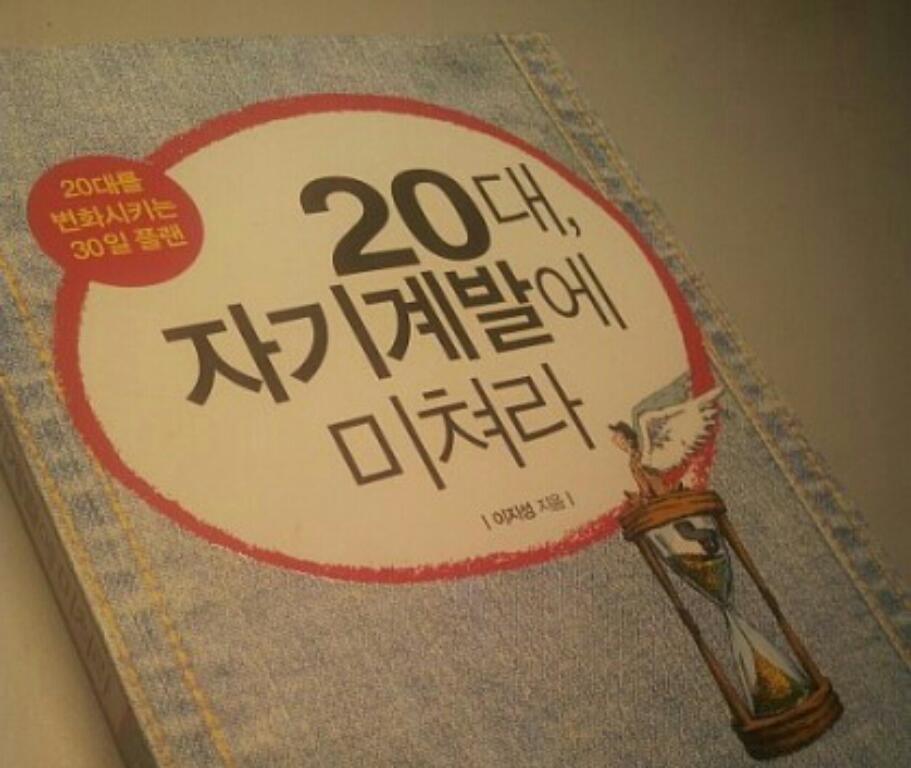 20대를
변화시키는
30일 플랜
20대,
자기계발에
미쳐라
| 이지성 지음 |